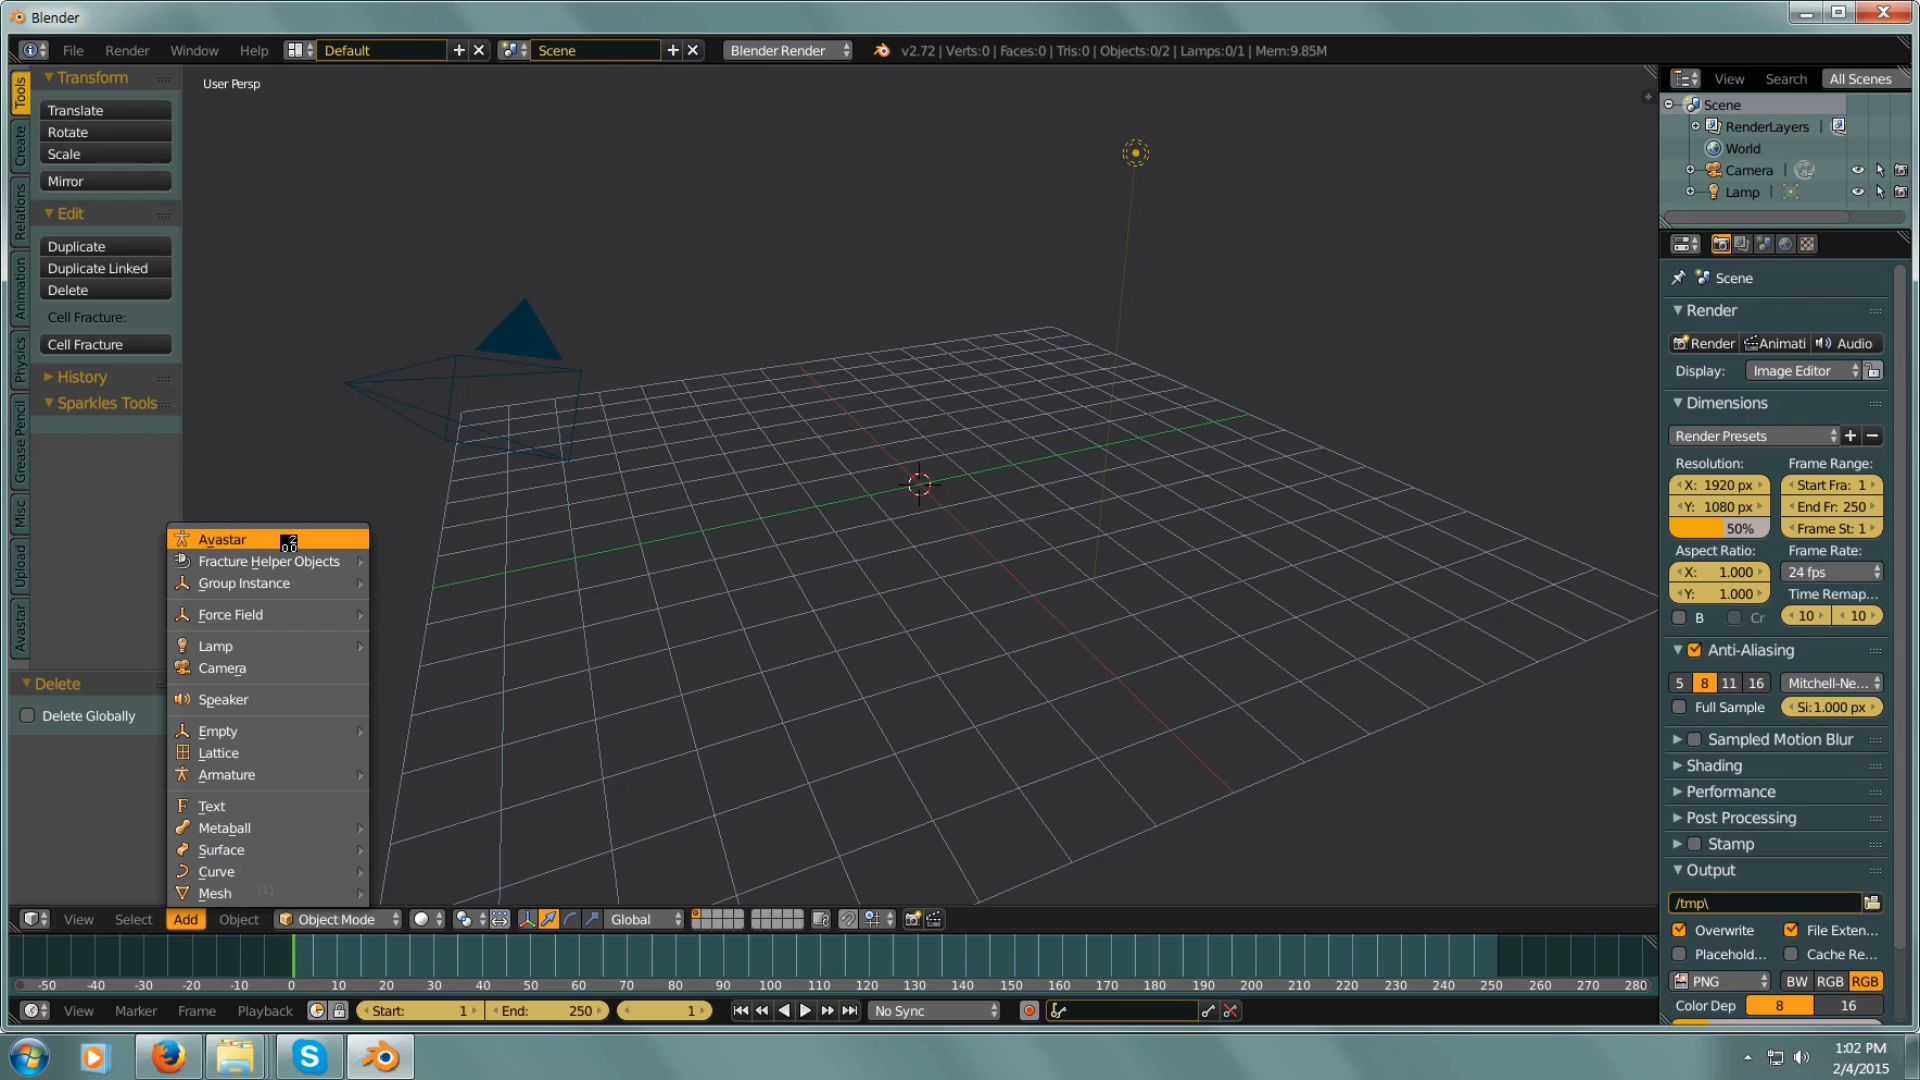 Blender
File Render Window Help Default Scene Blender Render v2.72 | Verts:0 | Faces:0 | Tris:0 | Objects:0/2 | Lamps:0/1 | Mem:9.85M
Tools
Create
Relations
Animation
Physics
Grease Pencil
Misc
Upload
Avastar
Transform
Translate
Rotate
Scale
Mirror
Edit
Duplicate
Duplicate Linked
Delete
Cell Fracture:
Cell Fracture
History
Sparkles Tools
Delete
Delete Globally
User Persp
Avastar
Fracture Helper Objects
Group Instance
Force Field
Lamp
Camera
Speaker
Empty
Lattice
Armature
Text
Metaball
Surface
Curve
Mesh
(1)
View Select Add Object Object Mode Global
-50 -40 -30 -20 -10 0 10 20 30 40 50 60 70 80 90 100 110 120 130 140 150 160 170 180 190 200 210 220 230 240 250 260 270 280
View Marker Frame Playback Start: 1 End: 250 1 No Sync
View Search All Scenes
Scene
RenderLayers |
World
Camera |
Lamp |
Scene
Render
Render Animati Audio
Display: Image Editor
Dimensions
Render Presets
Resolution: Frame Range:
X: 1920 px Start Fra: 1
Y: 1080 px End Fr: 250
50% Frame St: 1
Aspect Ratio: Frame Rate:
X: 1.000 24 fps
Y: 1.000 Time Remap...
B Cr 10 10
Anti-Aliasing
5 8 11 16 Mitchell-Ne...
Full Sample Si:1.000 px
Sampled Motion Blur
Shading
Performance
Post Processing
Stamp
Output
/tmp\
Overwrite File Exten...
Placehold... Cache Re...
PNG BW RGB RGB
Color Dep 8 16
1:02 PM
2/4/2015